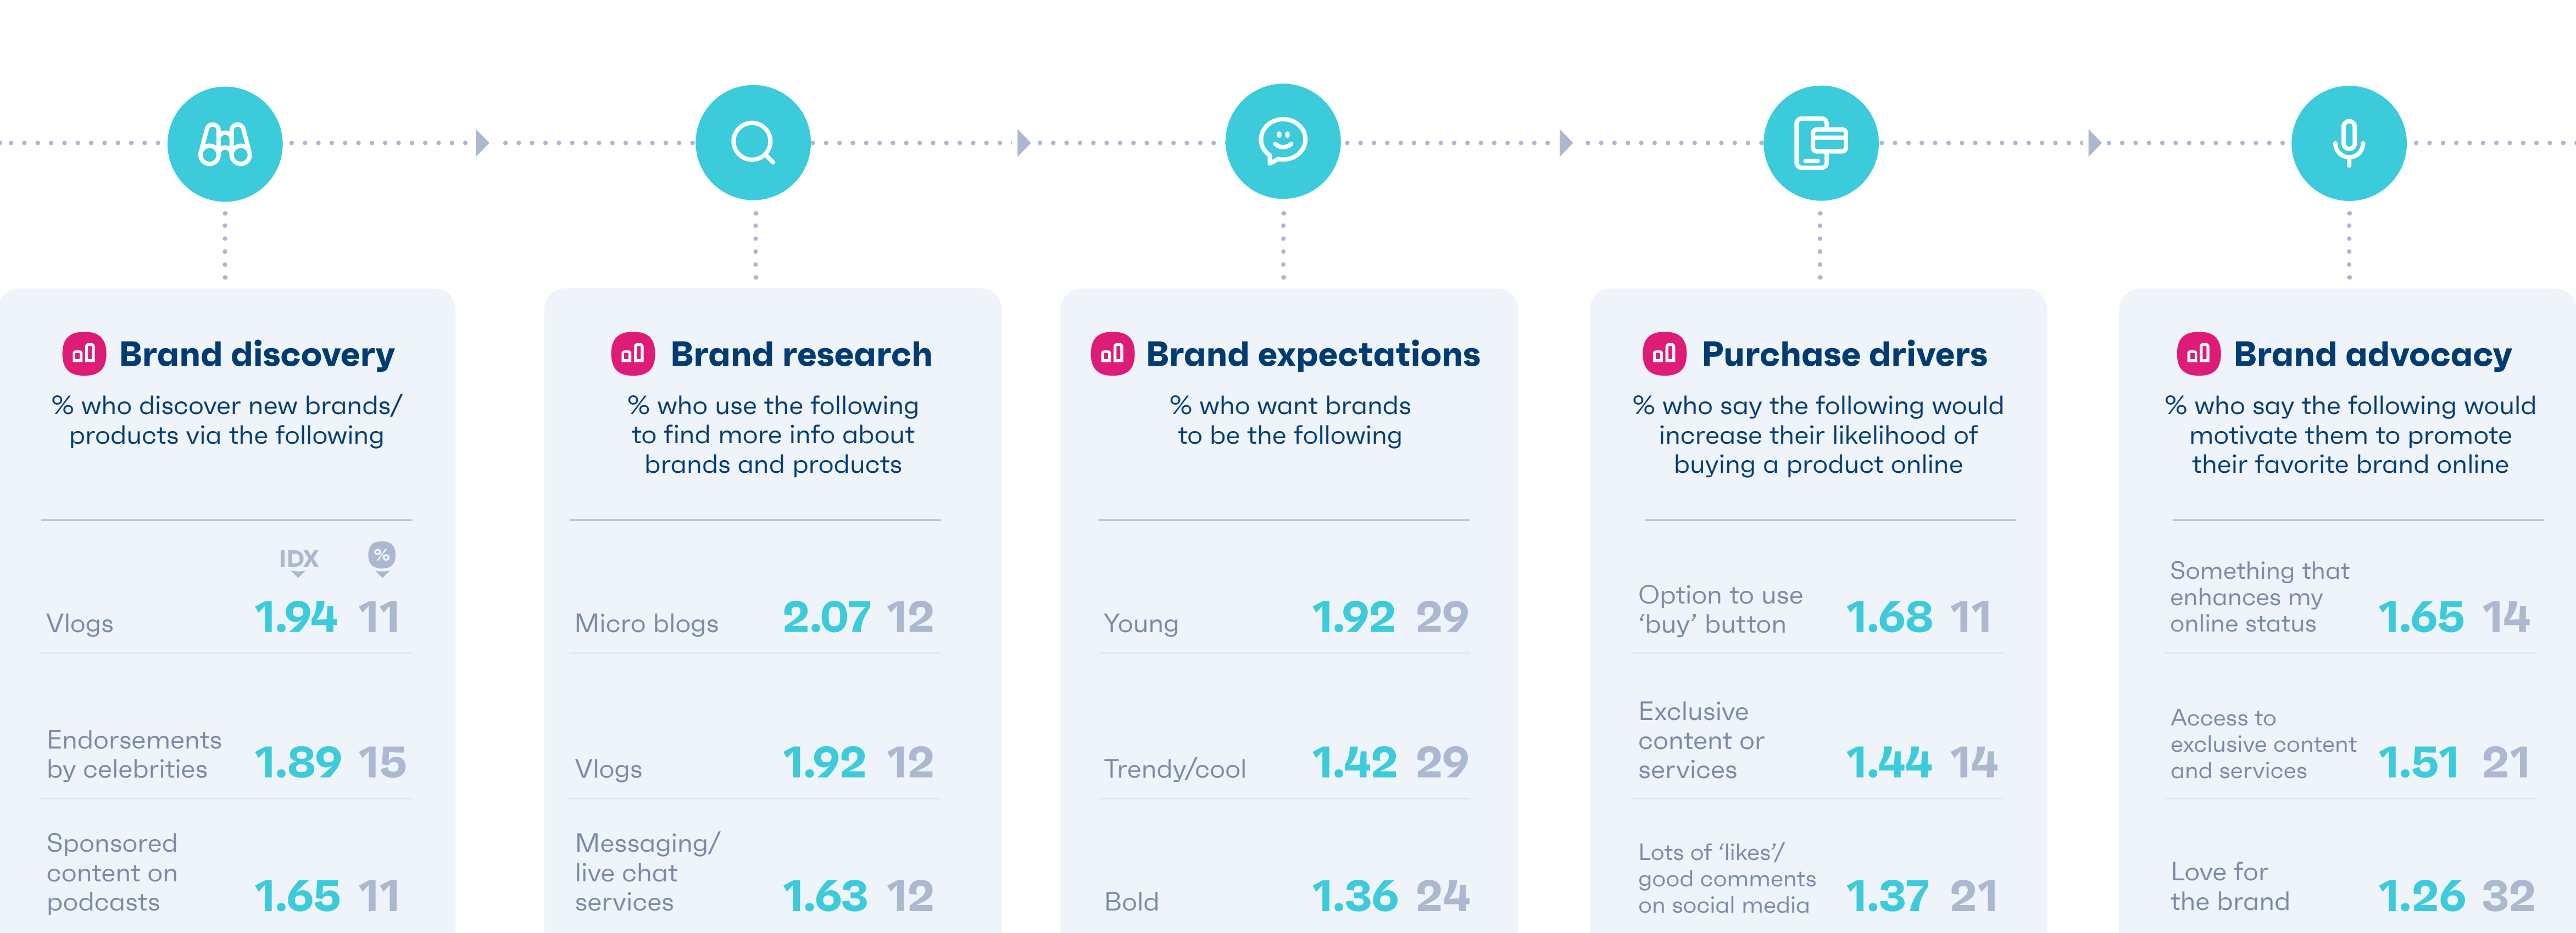 Brand discovery
% who discover new brands/
products via the following
IDX %
Vlogs 1.94 11
Endorsements
by celebrities 1.89 15
Sponsored
content on
podcasts 1.65 11
Brand research
% who use the following
to find more info about
brands and products
Micro blogs 2.07 12
Vlogs 1.92 12
Messaging/
live chat
services 1.63 12
Brand expectations
% who want brands
to be the following
Young 1.92 29
Trendy/cool 1.42 29
Bold 1.36 24
Purchase drivers
% who say the following would
increase their likelihood of
buying a product online
Option to use
‘buy’ button 1.68 11
Exclusive
content or
services 1.44 14
Lots of ‘likes’/
good comments
on social media 1.37 21
Brand advocacy
% who say the following would
motivate them to promote
their favorite brand online
Something that
enhances my
online status 1.65 14
Access to
exclusive content
and services 1.51 21
Love for
the brand 1.26 32